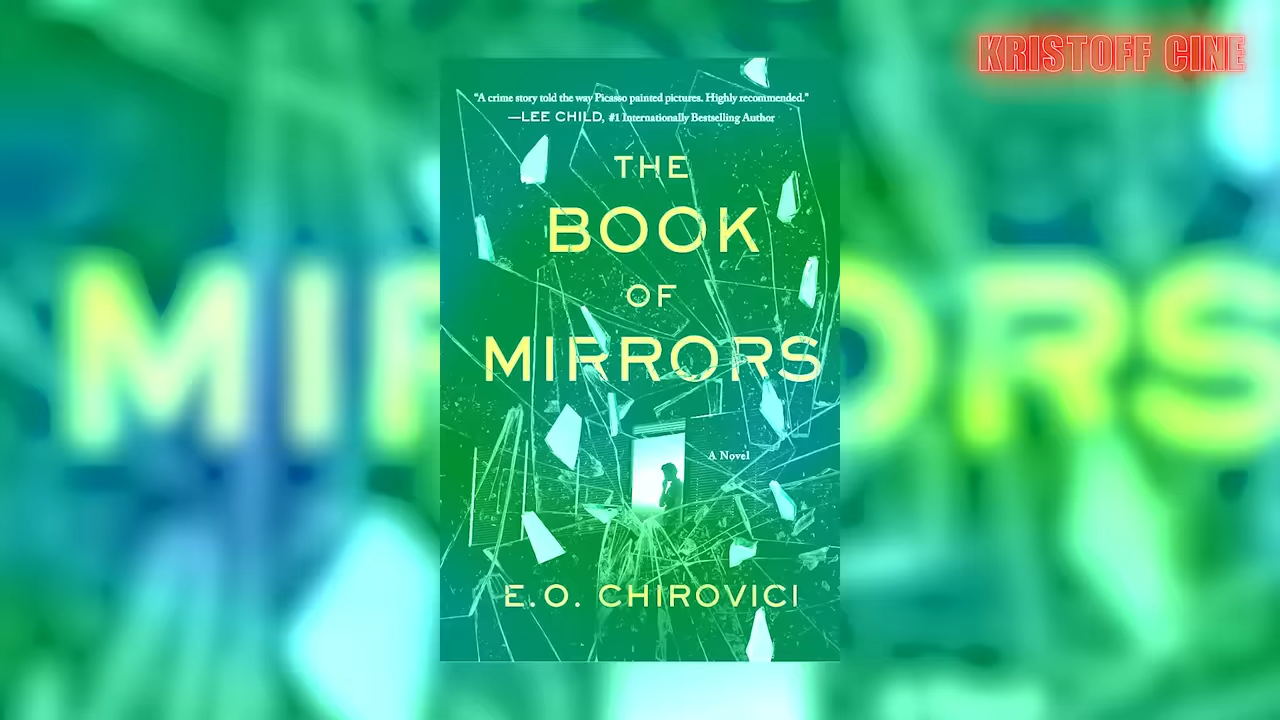 KRISTOFF CINE
"A crime story told the way Picasso painted pictures. Highly recommended."
—LEE CHILD, #1 Internationally Bestselling Author
THE
BOOK
OF
MIRRORS
A Novel
E.O. CHIROVICI